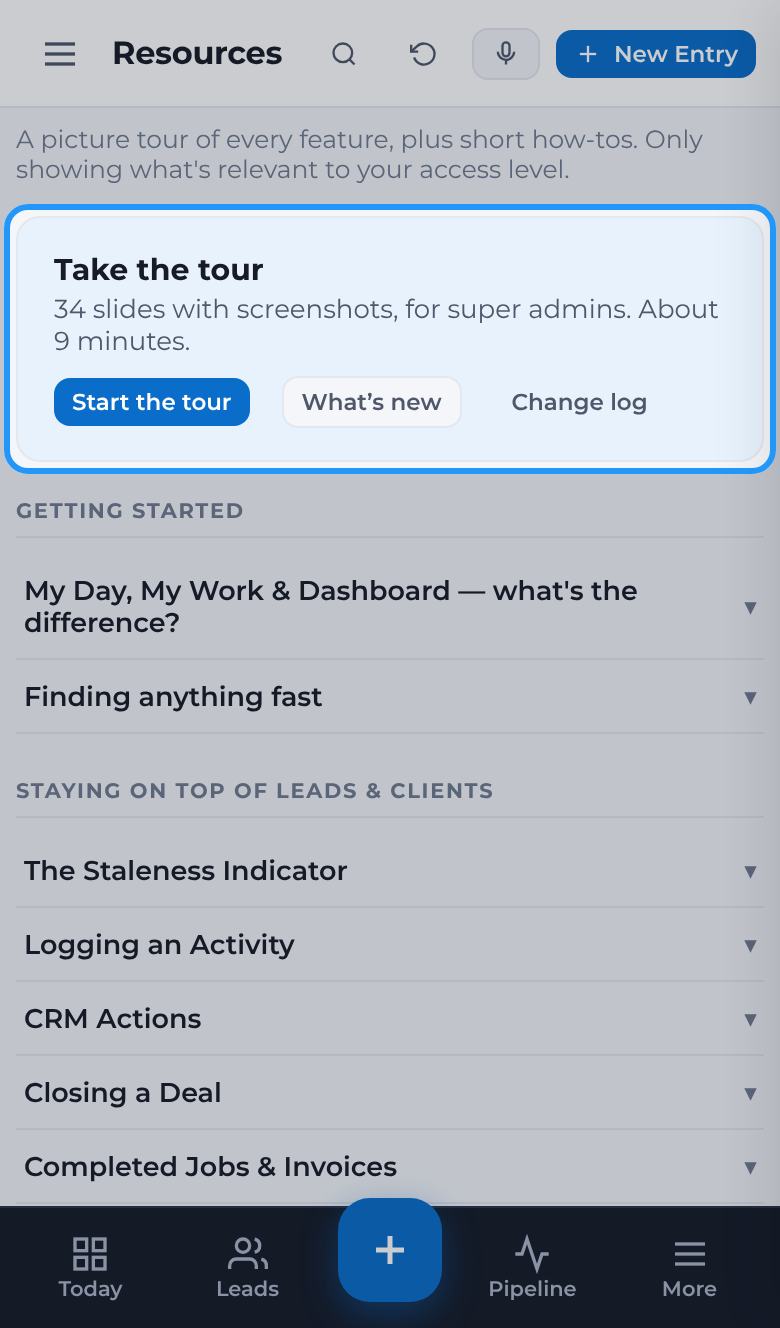 Resources
New Entry
A picture tour of every feature, plus short how-tos. Only
showing what's relevant to your access level.
Take the tour
34 slides with screenshots, for super admins. About
9 minutes.
Start the tour
What’s new
Change log
GETTING STARTED
My Day, My Work & Dashboard — what's the
difference?
Finding anything fast
STAYING ON TOP OF LEADS & CLIENTS
The Staleness Indicator
Logging an Activity
CRM Actions
Closing a Deal
Completed Jobs & Invoices
Today
Leads
Pipeline
More